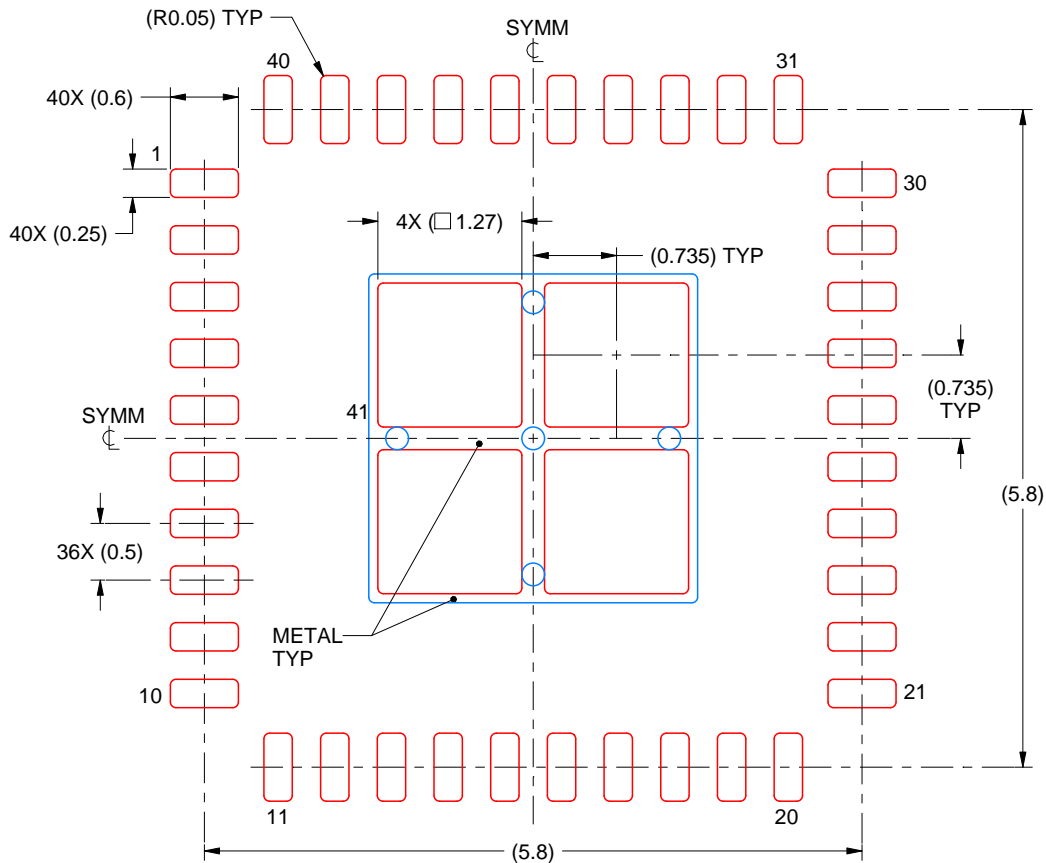 (R0.05) TYP
SYMM
℄
40
31
40X (0.6)
1
30
40X (0.25)
4X (□ 1.27)
(0.735) TYP
(0.735)
TYP
41
SYMM
℄
(5.8)
36X (0.5)
METAL
TYP
10
21
11
20
(5.8)